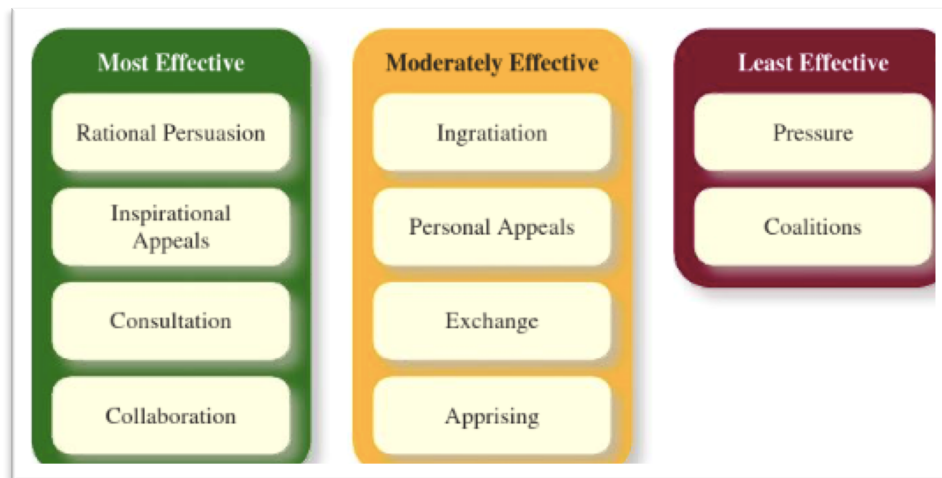 Most Effective
Rational Persuasion
Inspirational
Appeals
Consultation
Collaboration
Moderately Effective
Ingratiation
Personal Appeals
Exchange
Apprising
Least Effective
Pressure
Coalitions